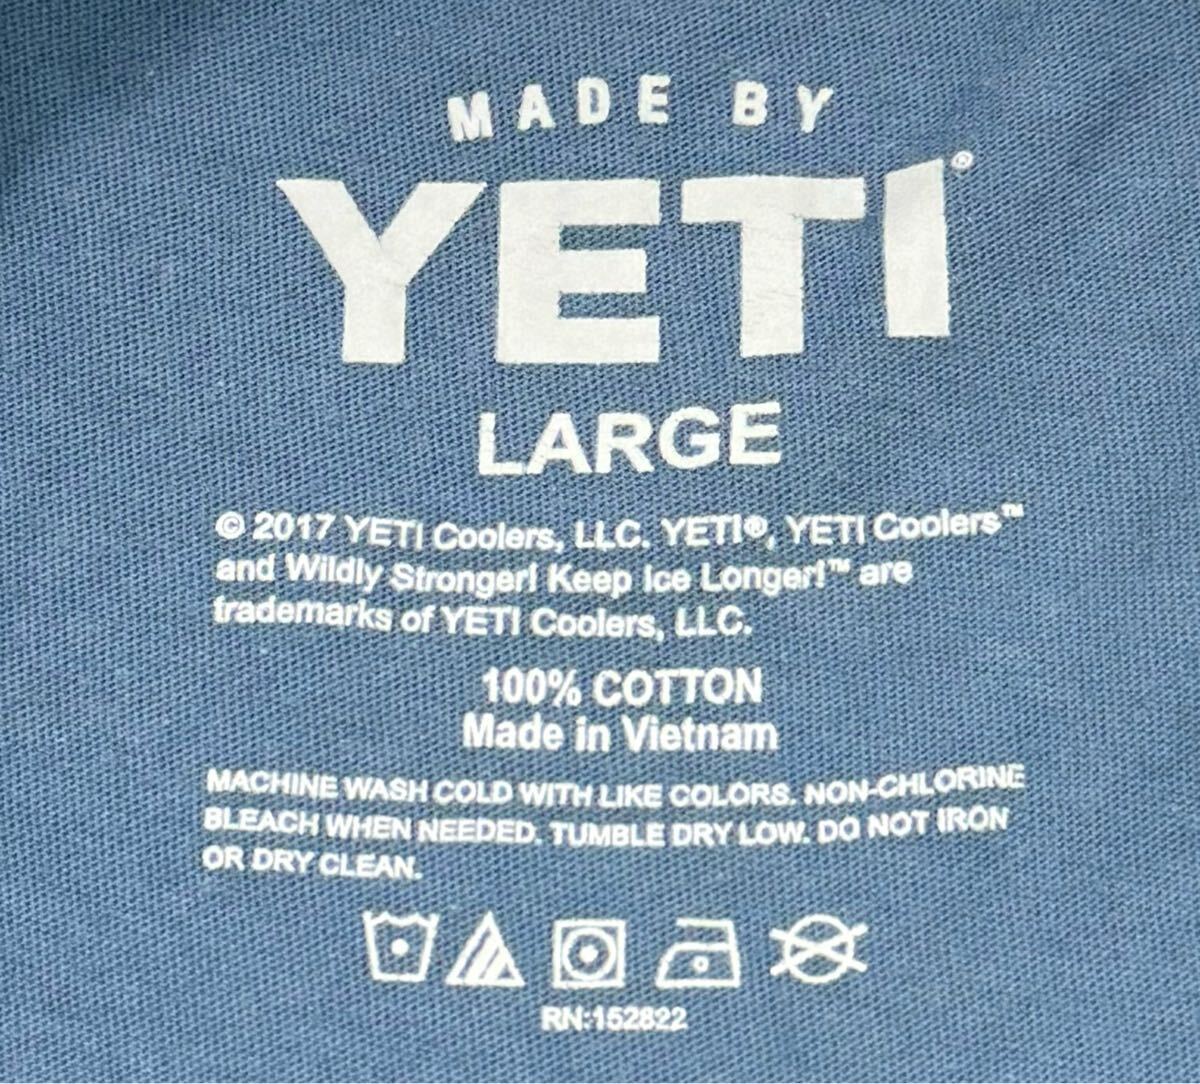 MADE BY
YETI®
LARGE
© 2017 YETI Coolers, LLC. YETI®, YETI Coolers™
and Wildly Stronger! Keep Ice Longer!™ are
trademarks of YETI Coolers, LLC.
100% COTTON
Made in Vietnam
MACHINE WASH COLD WITH LIKE COLORS. NON-CHLORINE
BLEACH WHEN NEEDED. TUMBLE DRY LOW. DO NOT IRON
OR DRY CLEAN.
RN:152822